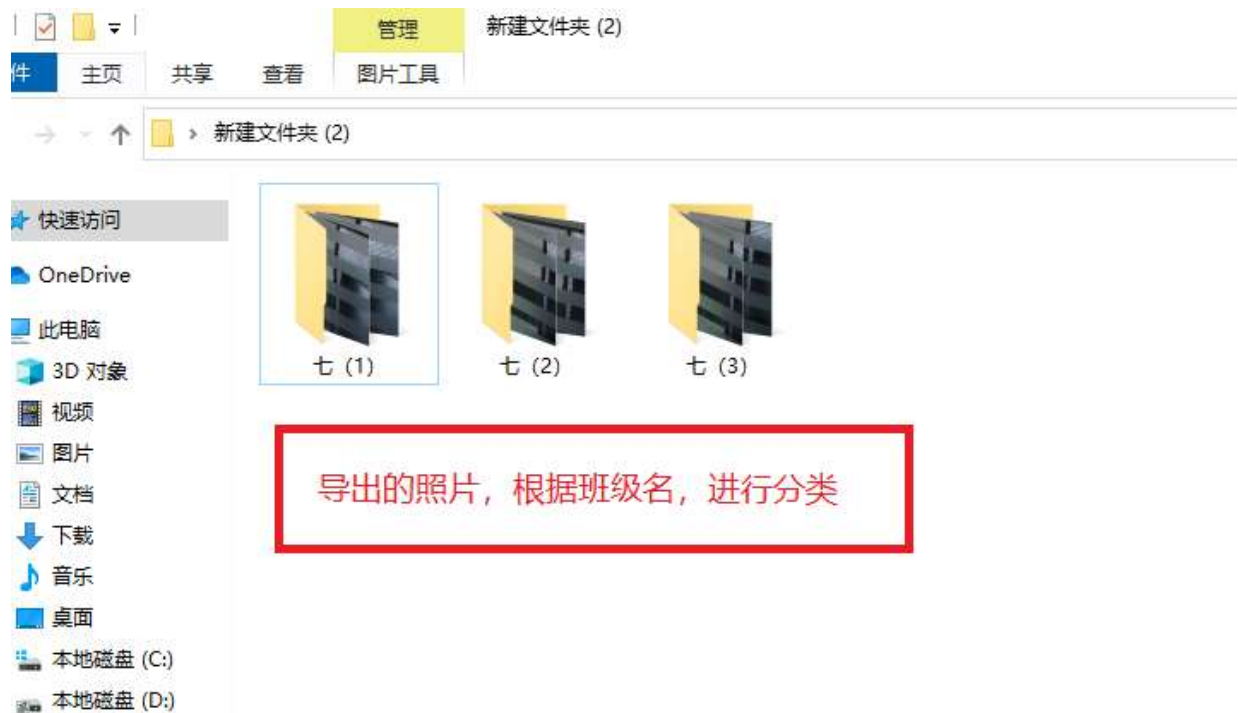 管理
新建文件夹 (2)
件
主页
共享
查看
图片工具
新建文件夹 (2)
快速访问
OneDrive
此电脑
3D 对象
视频
图片
文档
下载
音乐
桌面
本地磁盘 (C:)
本地磁盘 (D:)
七 (1)
七 (2)
七 (3)
导出的照片，根据班级名，进行分类